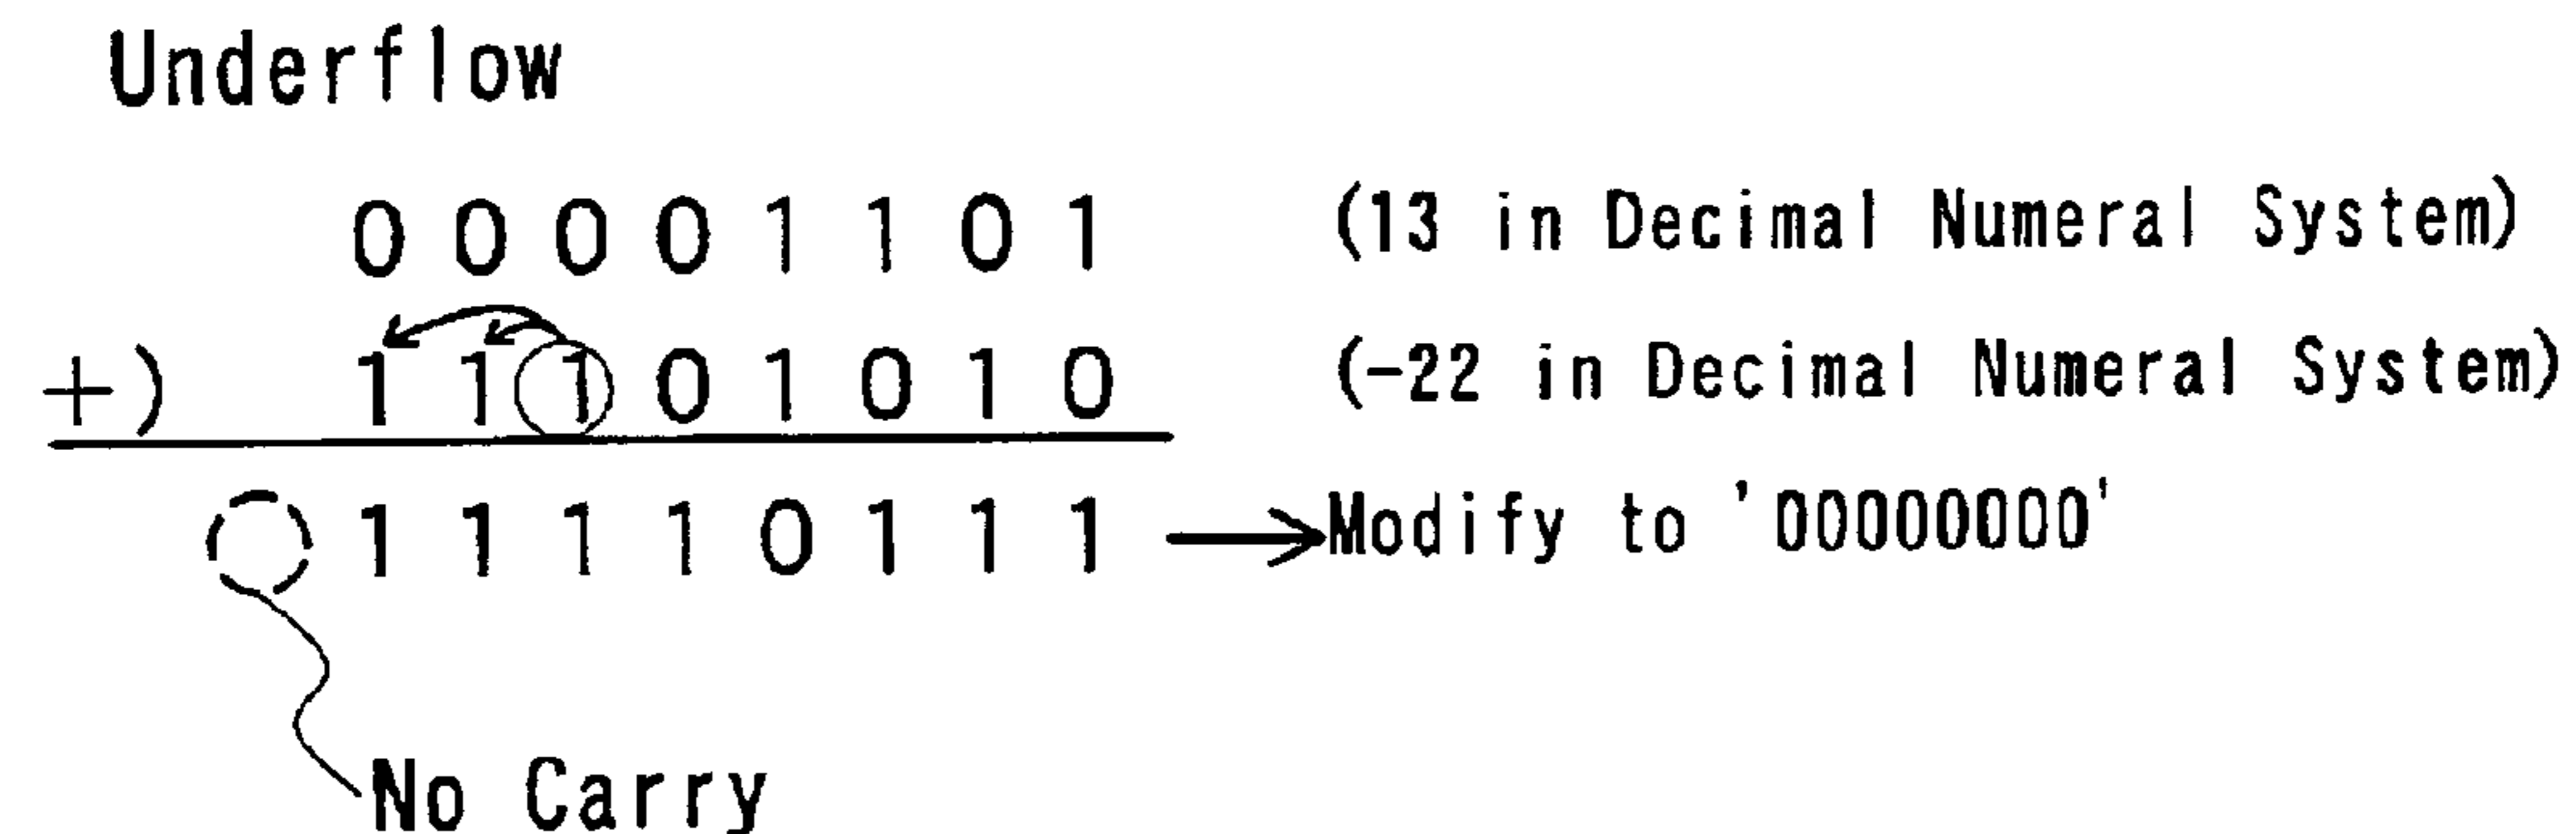 Underflow
0 0 0 0 1 1 0 1 (13 in Decimal Numeral System)
+) 1 1 1 0 1 0 1 0 (-22 in Decimal Numeral System)
1 1 1 1 0 1 1 1 →Modify to '00000000'
No Carry